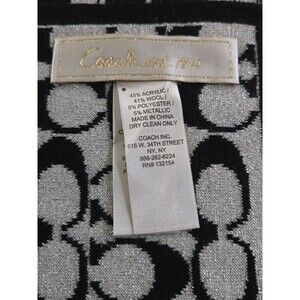 Coach est. 1941
45% ACRYLIC /
41% WOOL /
9% POLYESTER /
5% METALLIC
MADE IN CHINA
DRY CLEAN ONLY
COACH INC.
516 W. 34TH STREET
NY, NY
888-262-6224
RN# 132154